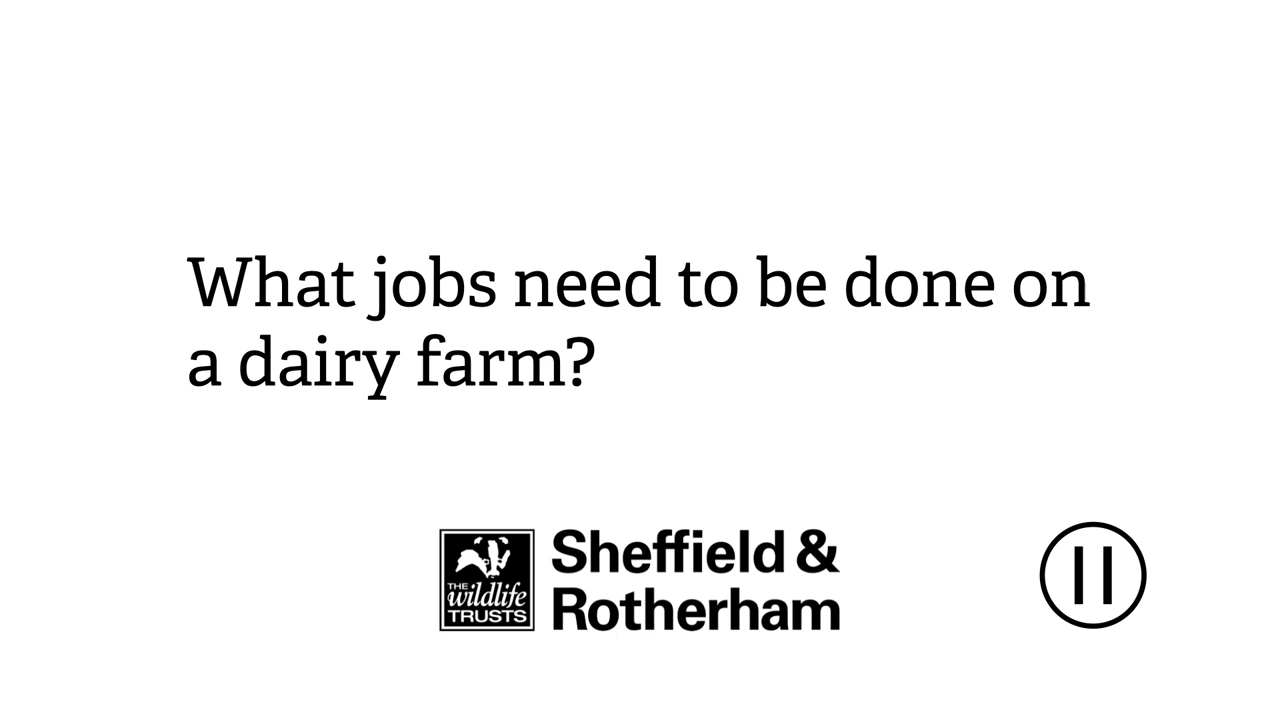 What jobs need to be done on
a dairy farm?
THE
wildlife
TRUSTS
Sheffield &
Rotherham